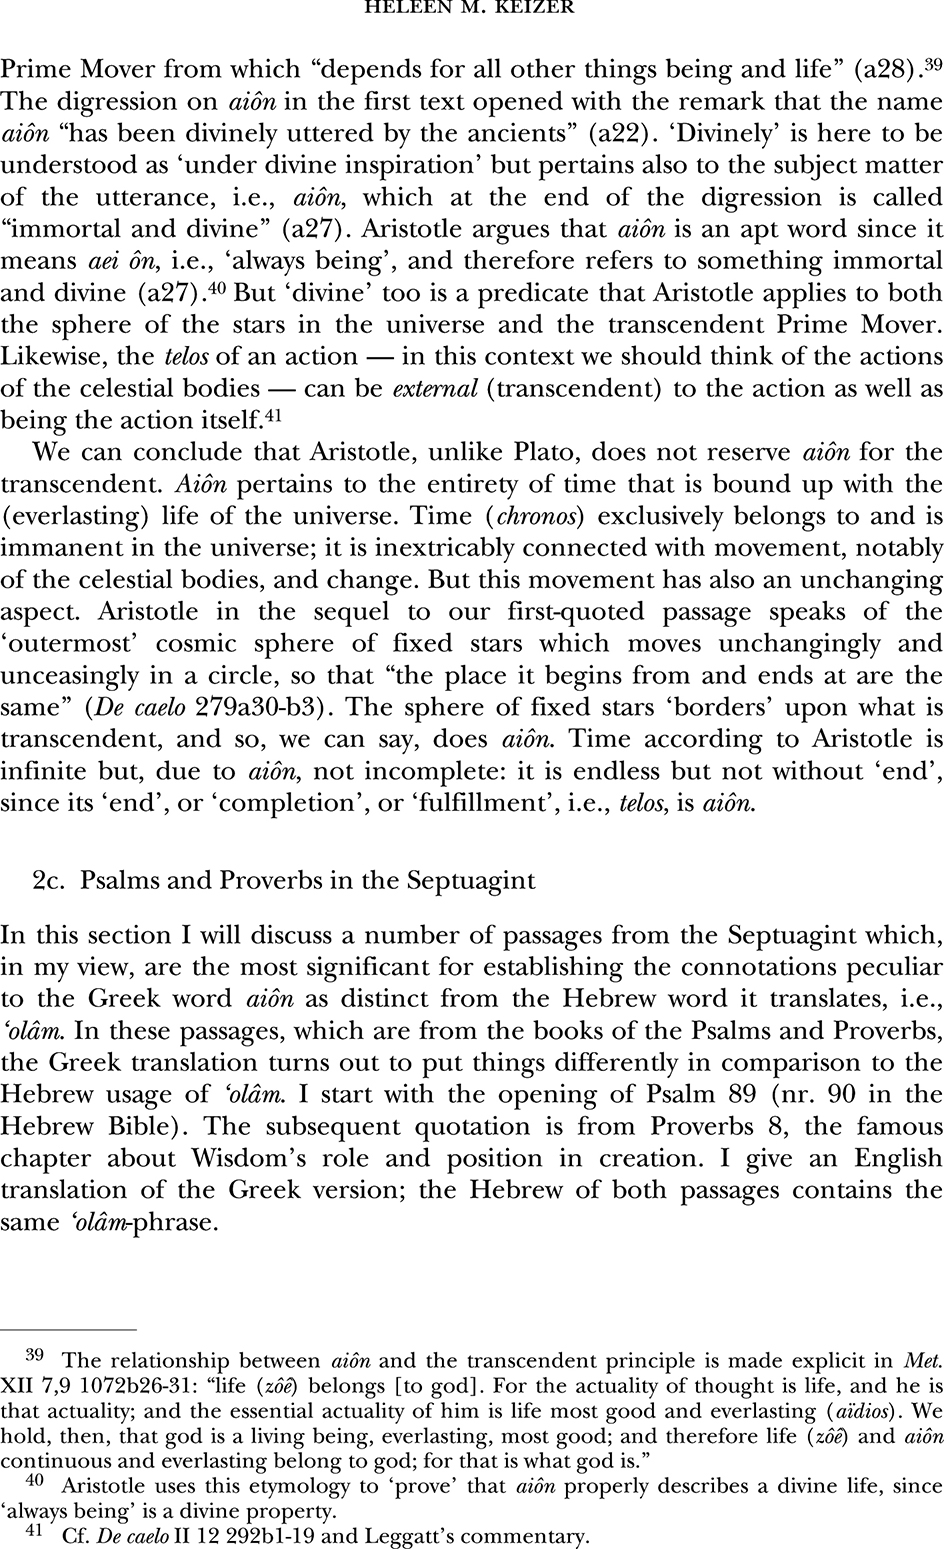 HELEEN M. KEIZER
Prime Mover from which “depends for all other things being and life” (a28).39
The digression on aiôn in the first text opened with the remark that the name
aiôn “has been divinely uttered by the ancients” (a22). ‘Divinely’ is here to be
understood as ‘under divine inspiration’ but pertains also to the subject matter
of the utterance, i.e., aiôn, which at the end of the digression is called
“immortal and divine” (a27). Aristotle argues that aiôn is an apt word since it
means aei ôn, i.e., ‘always being’, and therefore refers to something immortal
and divine (a27).40 But ‘divine’ too is a predicate that Aristotle applies to both
the sphere of the stars in the universe and the transcendent Prime Mover.
Likewise, the telos of an action — in this context we should think of the actions
of the celestial bodies — can be external (transcendent) to the action as well as
being the action itself.41
We can conclude that Aristotle, unlike Plato, does not reserve aiôn for the
transcendent. Aiôn pertains to the entirety of time that is bound up with the
(everlasting) life of the universe. Time (chronos) exclusively belongs to and is
immanent in the universe; it is inextricably connected with movement, notably
of the celestial bodies, and change. But this movement has also an unchanging
aspect. Aristotle in the sequel to our first-quoted passage speaks of the
‘outermost’ cosmic sphere of fixed stars which moves unchangingly and
unceasingly in a circle, so that “the place it begins from and ends at are the
same” (De caelo 279a30-b3). The sphere of fixed stars ‘borders’ upon what is
transcendent, and so, we can say, does aiôn. Time according to Aristotle is
infinite but, due to aiôn, not incomplete: it is endless but not without ‘end’,
since its ‘end’, or ‘completion’, or ‘fulfillment’, i.e., telos, is aiôn.
2c. Psalms and Proverbs in the Septuagint
In this section I will discuss a number of passages from the Septuagint which,
in my view, are the most significant for establishing the connotations peculiar
to the Greek word aiôn as distinct from the Hebrew word it translates, i.e.,
‘olâm. In these passages, which are from the books of the Psalms and Proverbs,
the Greek translation turns out to put things differently in comparison to the
Hebrew usage of ‘olâm. I start with the opening of Psalm 89 (nr. 90 in the
Hebrew Bible). The subsequent quotation is from Proverbs 8, the famous
chapter about Wisdom’s role and position in creation. I give an English
translation of the Greek version; the Hebrew of both passages contains the
same ‘olâm-phrase.
39 The relationship between aiôn and the transcendent principle is made explicit in Met.
XII 7,9 1072b26-31: “life (zôê) belongs [to god]. For the actuality of thought is life, and he is
that actuality; and the essential actuality of him is life most good and everlasting (aïdios). We
hold, then, that god is a living being, everlasting, most good; and therefore life (zôê) and aiôn
continuous and everlasting belong to god; for that is what god is.”
40 Aristotle uses this etymology to ‘prove’ that aiôn properly describes a divine life, since
‘always being’ is a divine property.
41 Cf. De caelo II 12 292b1-19 and Leggatt’s commentary.